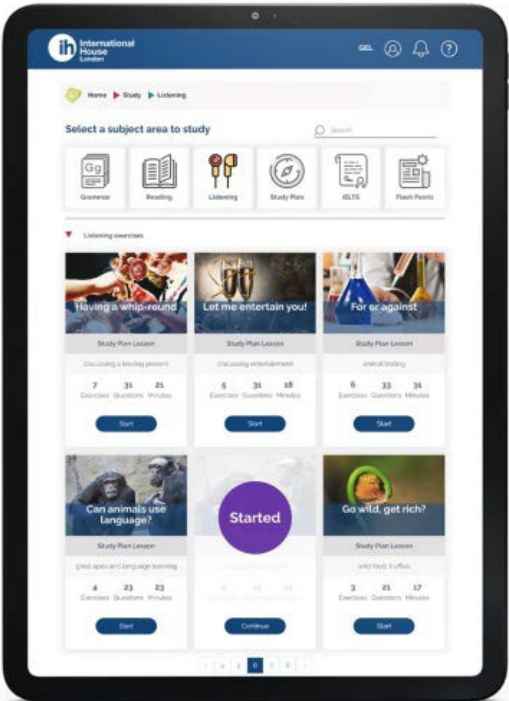 ih International
House
London
GEL
?
Home Study Listening
Select a subject area to study
Search
Gg
Grammar
Reading
Listening
Study Plan
IELTS
Flash Points
Listening exercises
Having a whip-round
Study Plan Lesson
discussing a leaving present
7 31 21
Exercises Questions Minutes
Start
Let me entertain you!
Study Plan Lesson
discussing entertainment
5 31 18
Exercises Questions Minutes
Start
For or against
Study Plan Lesson
animal testing
6 33 31
Exercises Questions Minutes
Start
Can animals use
language?
Study Plan Lesson
great apes and language learning
4 23 23
Exercises Questions Minutes
Start
Started
Continue
Go wild, get rich?
Study Plan Lesson
wild food, truffles
3 21 17
Exercises Questions Minutes
Start
6